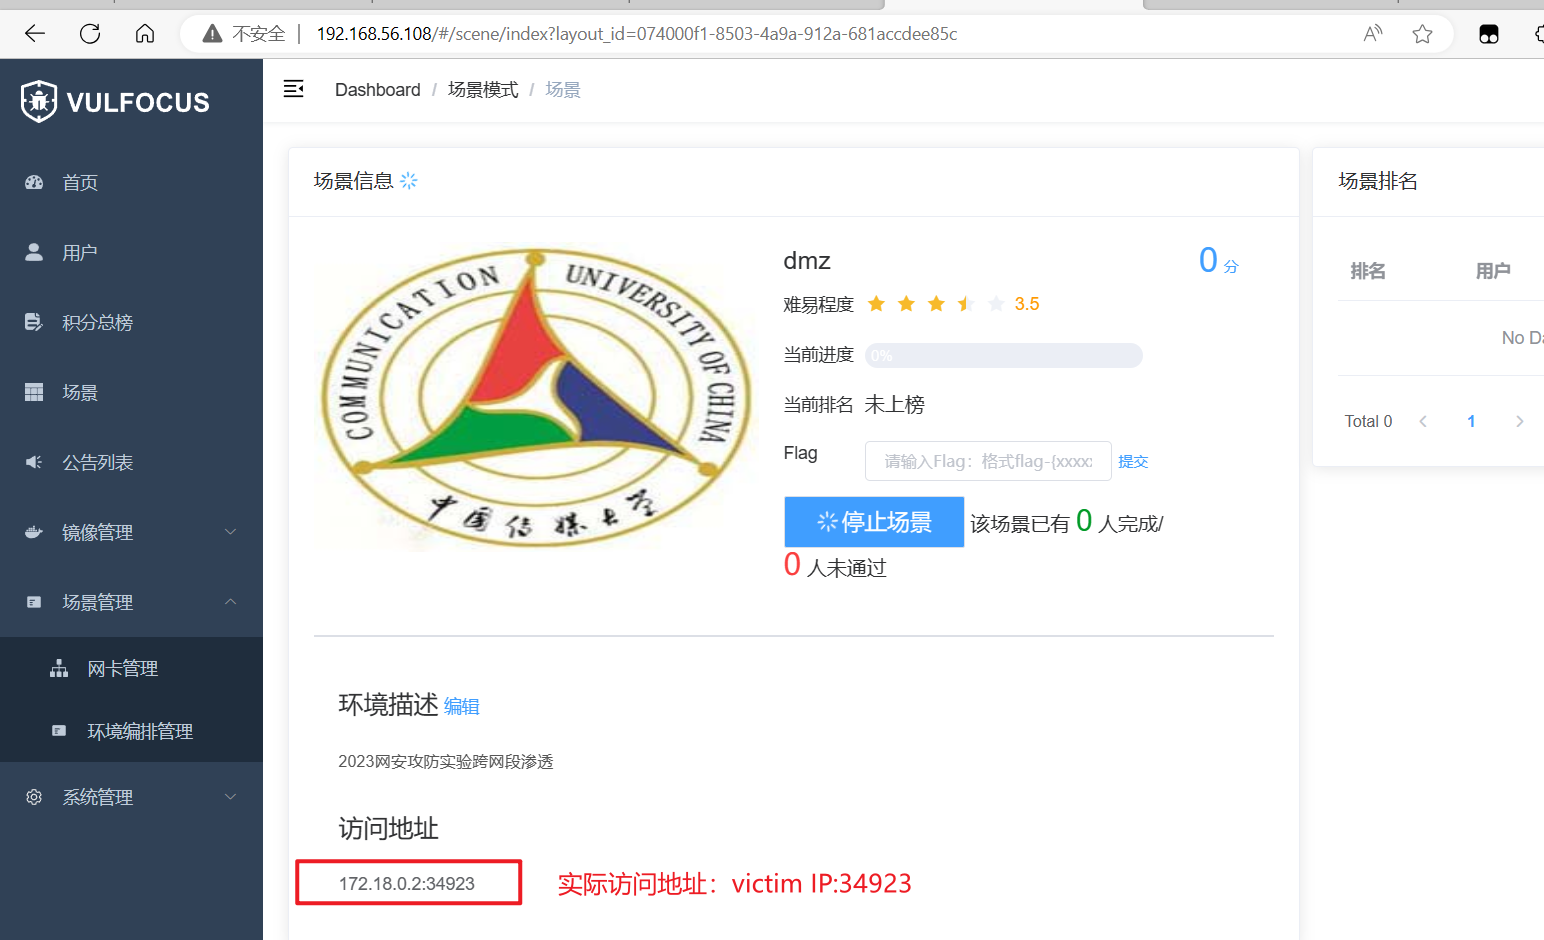 不安全 | 192.168.56.108/#/scene/index?layout_id=074000f1-8503-4a9a-912a-681accdee85c
VULFOCUS
首页
用户
积分总榜
场景
公告列表
镜像管理
场景管理
网卡管理
环境编排管理
系统管理
Dashboard / 场景模式 / 场景
场景信息
COMMUNICATION UNIVERSITY OF CHINA
中国传媒大学
dmz
0 分
难易程度 3.5
当前进度 0%
当前排名 未上榜
Flag 请输入Flag：格式flag-{xxxx 提交
停止场景 该场景已有 0 人完成/
0 人未通过
环境描述 编辑
2023网安攻防实验跨网段渗透
访问地址
172.18.0.2:34923 实际访问地址：victim IP:34923
场景排名
排名 用户
No Da
Total 0 < 1 >